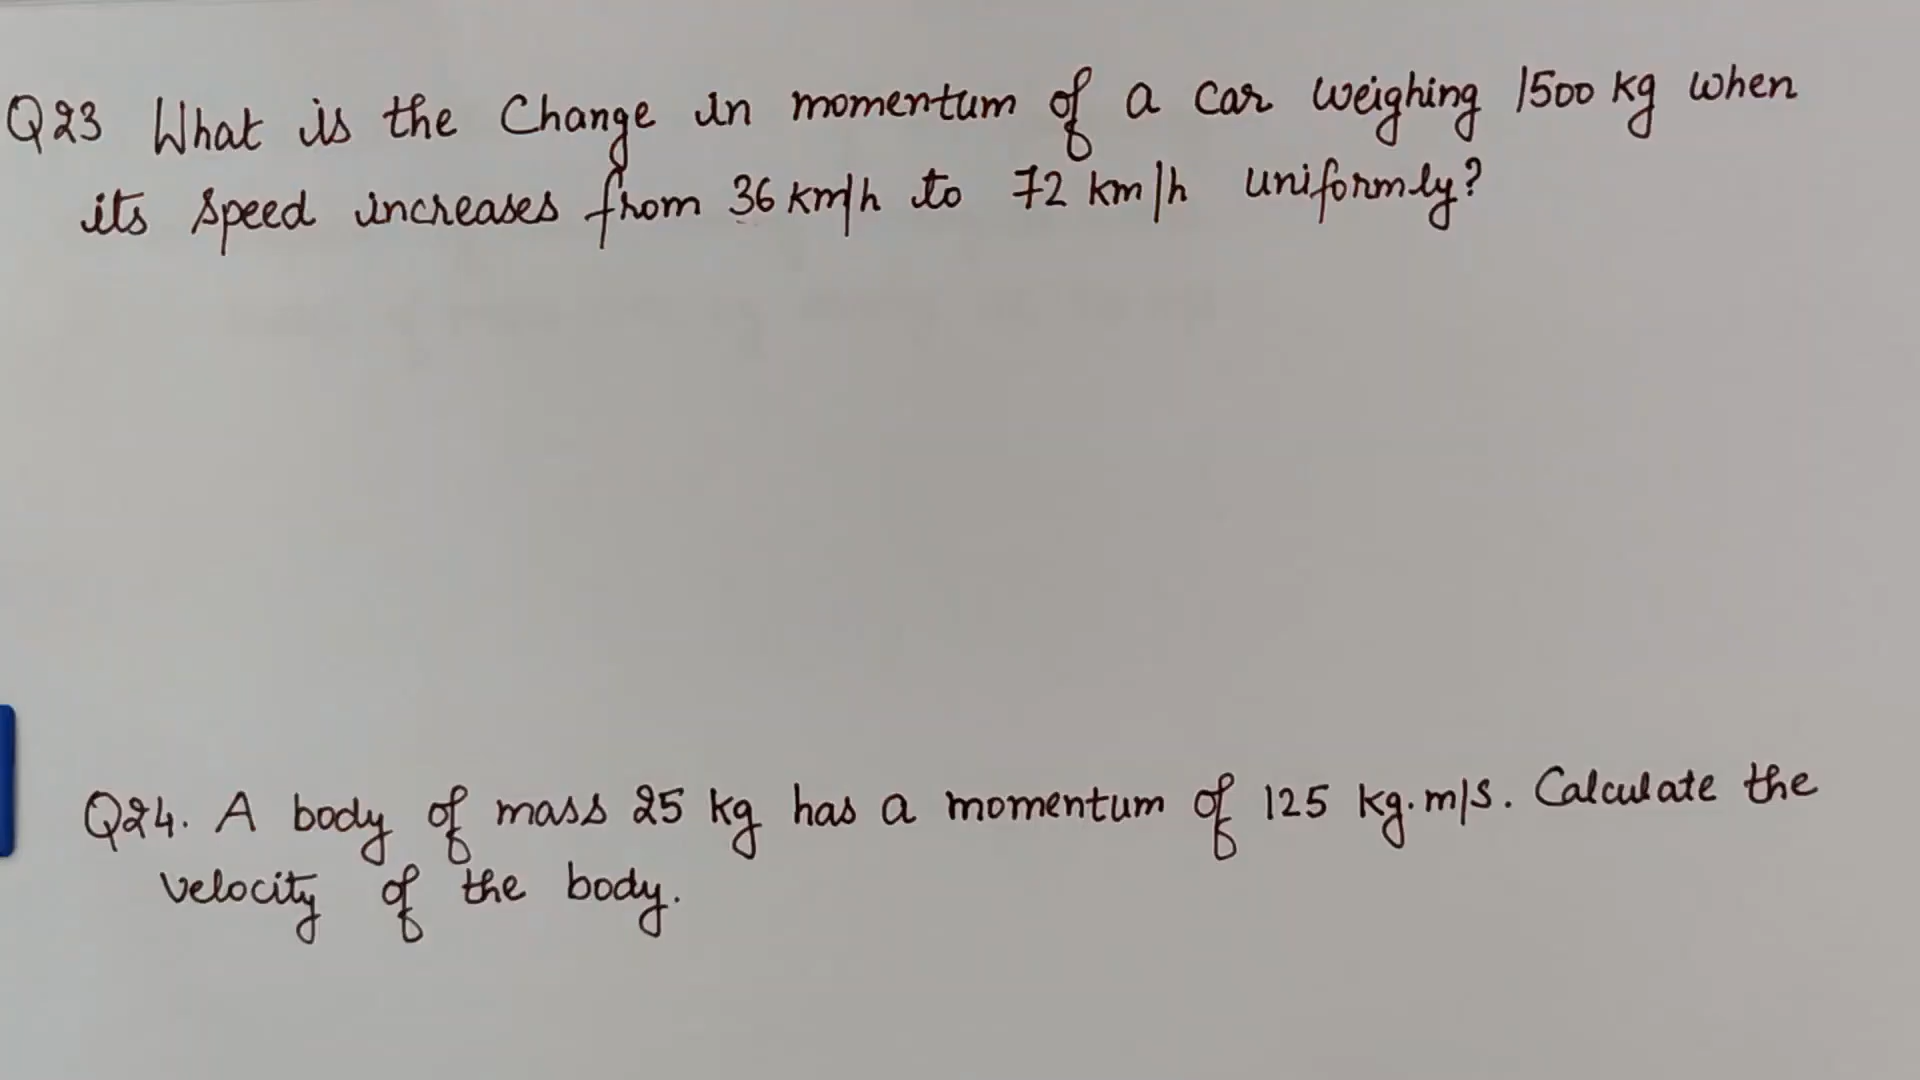 Q23 What is the Change in momentum of a car weighing 1500 kg when
its speed increases from 36 km/h to 72 km/h uniformly?
Q24. A body of mass 25 kg has a momentum of 125 kg.m/s. Calculate the
velocity of the body.